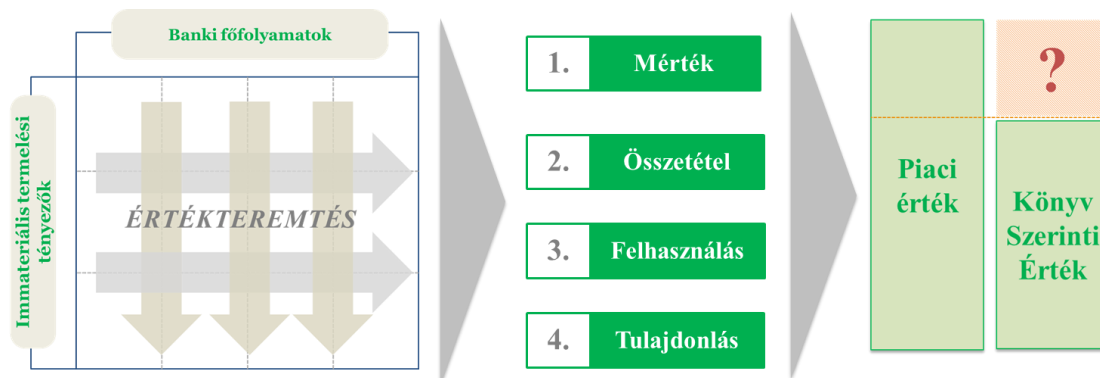 Banki főfolyamatok
Immateriális termelési
tényezők
ÉRTÉKTEREMTÉS
1. Mérték
2. Összetétel
3. Felhasználás
4. Tulajdonlás
Piaci
érték
?
Könyv
Szerinti
Érték